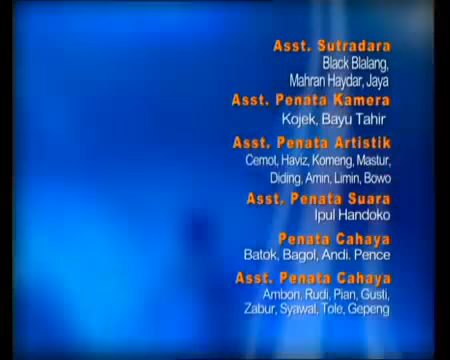 Asst. Sutradara
Black Blalang,
Mahran Haydar, Jaya
Asst. Penata Kamera
Kojek, Bayu Tahir
Asst. Penata Artistik
Cemot, Haviz, Komeng, Mastur,
Diding, Amin, Limin, Bowo
Asst. Penata Suara
Ipul Handoko
Penata Cahaya
Batok, Bagol, Andi. Pence
Asst. Penata Cahaya
Ambon, Rudi, Pian, Gusti,
Zabur, Syawal, Tole, Gepeng